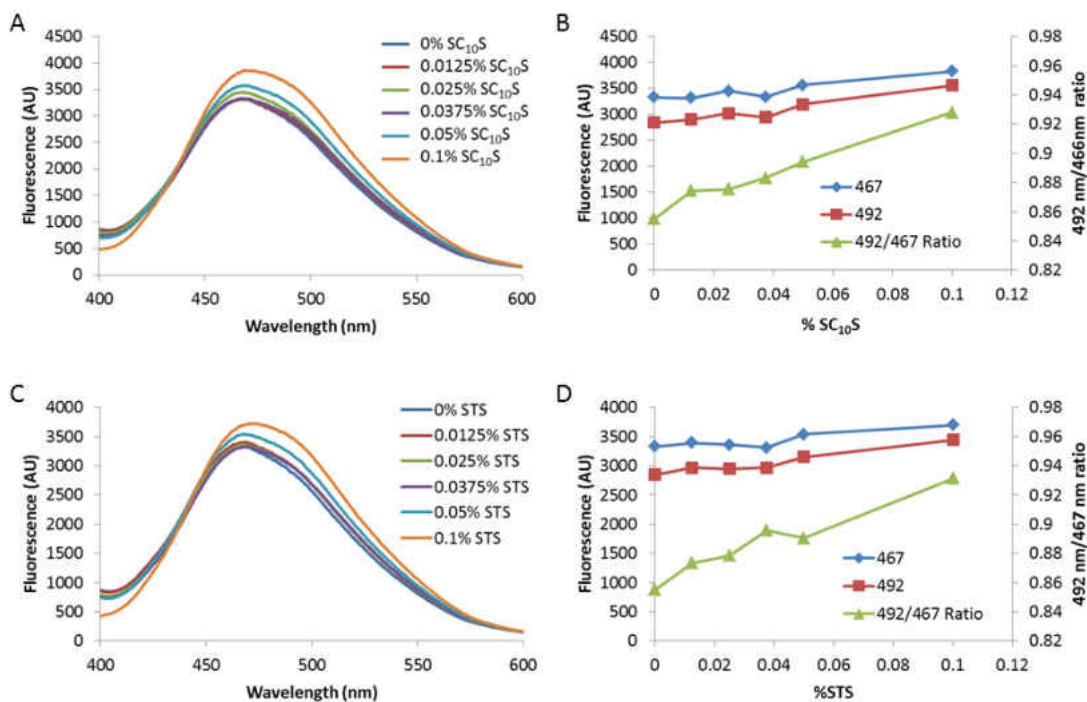 A
4500
4000
3500
3000
2500
2000
1500
1000
500
0
Fluorescence (AU)
400 450 500 550 600
Wavelength (nm)
0% SC10S
0.0125% SC10S
0.025% SC10S
0.0375% SC10S
0.05% SC10S
0.1% SC10S
B
4500
4000
3500
3000
2500
2000
1500
1000
500
0
Fluorescence (AU)
0 0.02 0.04 0.06 0.08 0.1 0.12
% SC10S
467
492
492/467 Ratio
0.98
0.96
0.94
0.92
0.9
0.88
0.86
0.84
0.82
492 nm/466nm ratio
C
4000
3500
3000
2500
2000
1500
1000
500
0
Fluorescence (AU)
400 450 500 550 600
Wavelength (nm)
0% STS
0.0125% STS
0.025% STS
0.0375% STS
0.05% STS
0.1% STS
D
4000
3500
3000
2500
2000
1500
1000
500
0
Fluorescence (AU)
0 0.02 0.04 0.06 0.08 0.1 0.12
%STS
467
492
492/467 Ratio
0.98
0.96
0.94
0.92
0.9
0.88
0.86
0.84
0.82
492 nm/467 nm ratio